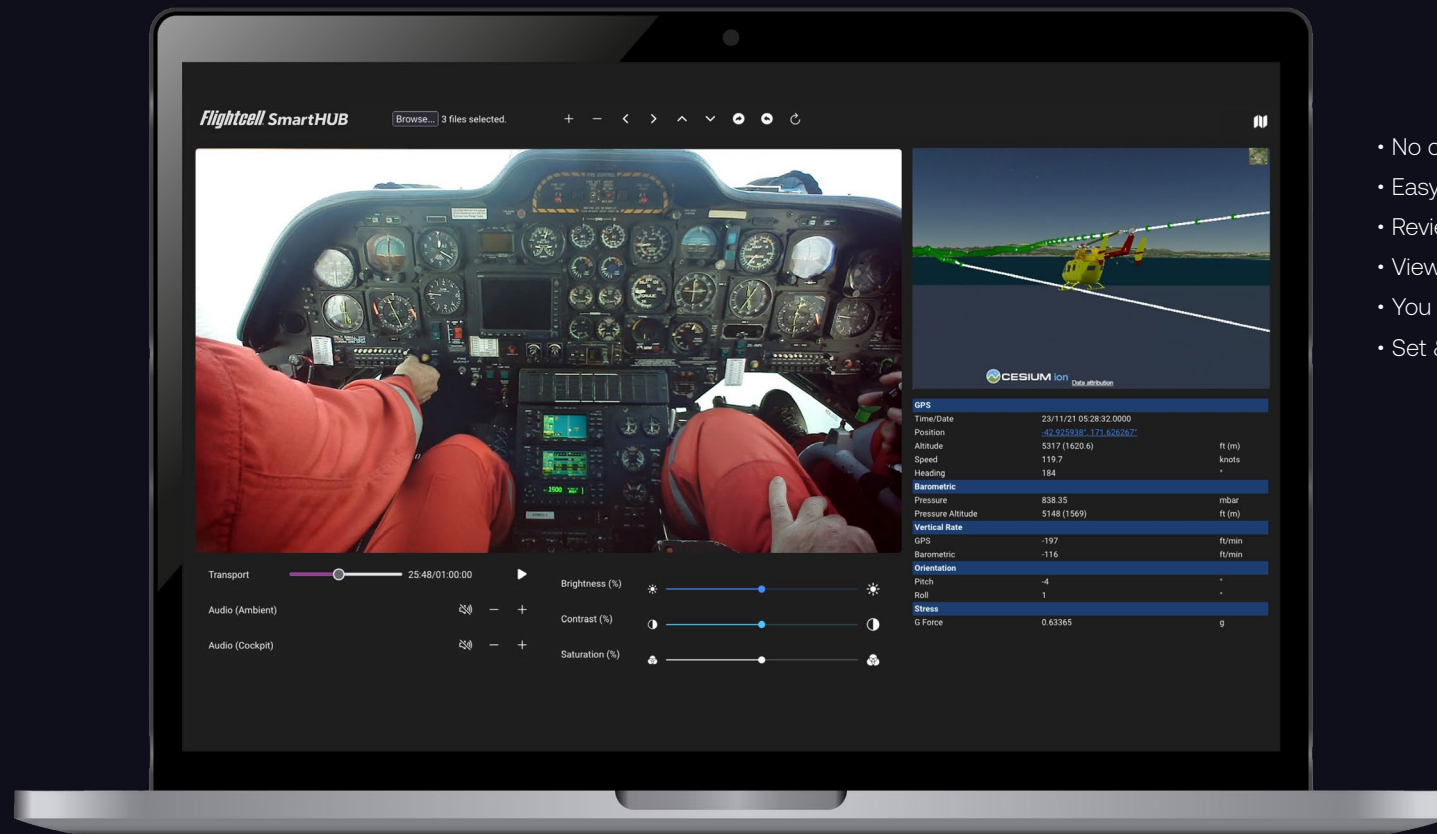 Flightcell SmartHUB
Browse... 3 files selected.
FIRE CONTROL
CESIUM ion Data attribution
GPS
Time/Date 23/11/21 05:28:32.0000
Position -42.925938°, 171.626267°
Altitude 5317 (1620.6) ft (m)
Speed 119.7 knots
Heading 184 °
Barometric
Pressure 838.35 mbar
Pressure Altitude 5148 (1569) ft (m)
Vertical Rate
GPS -197 ft/min
Barometric -116 ft/min
Orientation
Pitch -4 °
Roll 1 °
Stress
G Force 0.63365 g
Transport 25:48/01:00:00
Audio (Ambient)
Audio (Cockpit)
Brightness (%)
Contrast (%)
Saturation (%)
• No
• Easy
• Revie
• View
• You
• Set &